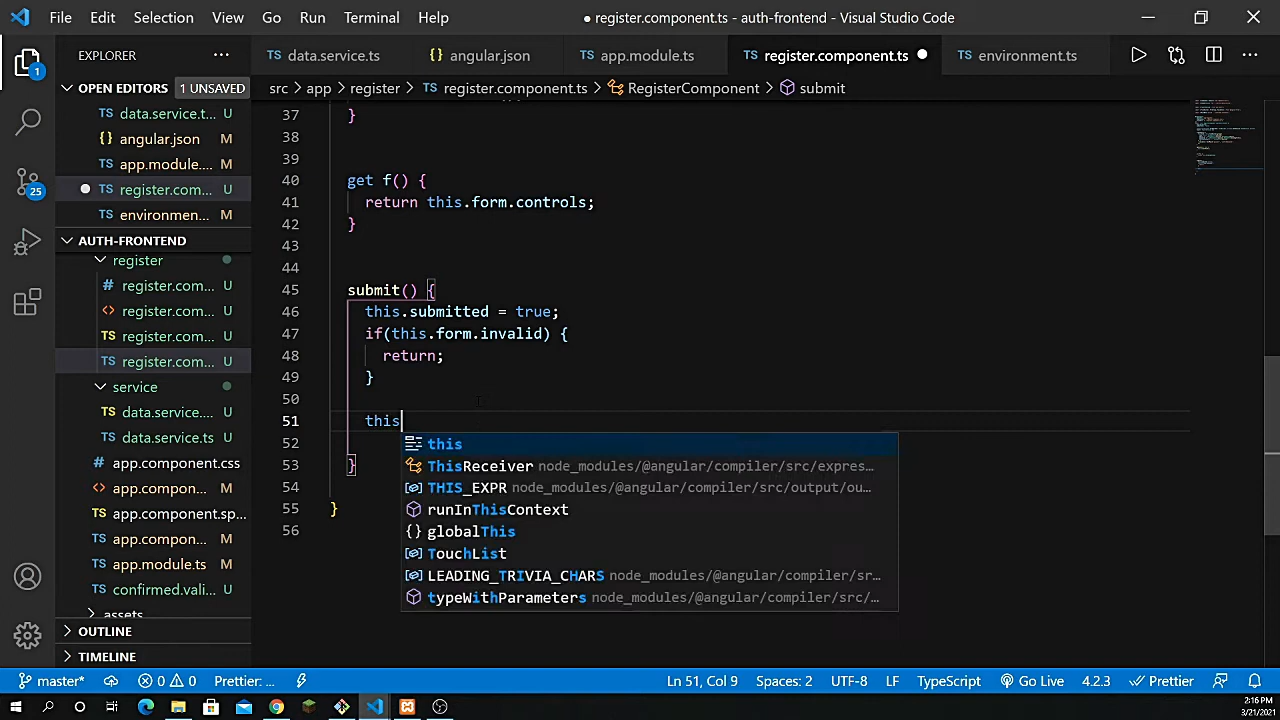 File Edit Selection View Go Run Terminal Help
register.component.ts - auth-frontend - Visual Studio Code
EXPLORER
TS data.service.ts
{} angular.json
TS app.module.ts
TS register.component.ts
TS environment.ts
OPEN EDITORS 1 UNSAVED
src > app > register > TS register.component.ts > RegisterComponent > submit
TS data.service.t... U
{} angular.json M
TS app.module.... M
TS register.com... U
TS environmen... M
AUTH-FRONTEND
register
# register.com... U
<> register.com... U
TS register.com... U
TS register.com... U
service
TS data.service.... U
TS data.service.ts U
# app.component.css M
<> app.compon... M
TS app.component.sp...
TS app.compon... M
TS app.module.ts M
TS confirmed.vali... U
assets
OUTLINE
TIMELINE
1
25
37 }
38
39
40 get f() {
41 return this.form.controls;
42 }
43
44
45 submit() {
46 this.submitted = true;
47 if(this.form.invalid) {
48 return;
49 }
50
51 this
52
53 }
54
55 }
56
this
ThisReceiver node_modules/@angular/compiler/src/expres...
THIS_EXPR node_modules/@angular/compiler/src/output/ou...
runInThisContext
{} globalThis
TouchList
LEADING_TRIVIA_CHARS node_modules/@angular/compiler/sr...
typeWithParameters node_modules/@angular/compiler/src/...
master* 0 0 Prettier: ... Ln 51, Col 9 Spaces: 2 UTF-8 LF TypeScript Go Live 4.2.3 Prettier
2:16 PM
3/21/2021